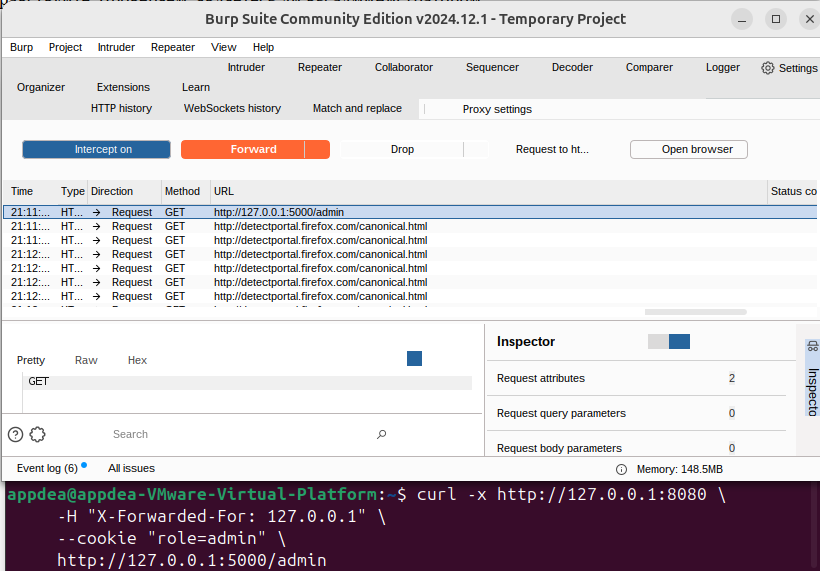 Burp Suite Community Edition v2024.12.1 - Temporary Project
Burp Project Intruder Repeater View Help
Intruder Repeater Collaborator Sequencer Decoder Comparer Logger Settings
Organizer Extensions Learn
HTTP history WebSockets history Match and replace Proxy settings
Intercept on Forward Drop Request to ht... Open browser
Time Type Direction Method URL Status co
21:11:... HT... → Request GET http://127.0.0.1:5000/admin
21:11:... HT... → Request GET http://detectportal.firefox.com/canonical.html
21:11:... HT... → Request GET http://detectportal.firefox.com/canonical.html
21:12:... HT... → Request GET http://detectportal.firefox.com/canonical.html
21:12:... HT... → Request GET http://detectportal.firefox.com/canonical.html
21:12:... HT... → Request GET http://detectportal.firefox.com/canonical.html
21:12:... HT... → Request GET http://detectportal.firefox.com/canonical.html
Inspector
Pretty Raw Hex
GET
Request attributes 2
Request query parameters 0
Request body parameters 0
Inspecto
Search
Event log (6) All issues Memory: 148.5MB
appdea@appdea-VMware-Virtual-Platform:~$ curl -x http://127.0.0.1:8080 \
-H "X-Forwarded-For: 127.0.0.1" \
--cookie "role=admin" \
http://127.0.0.1:5000/admin